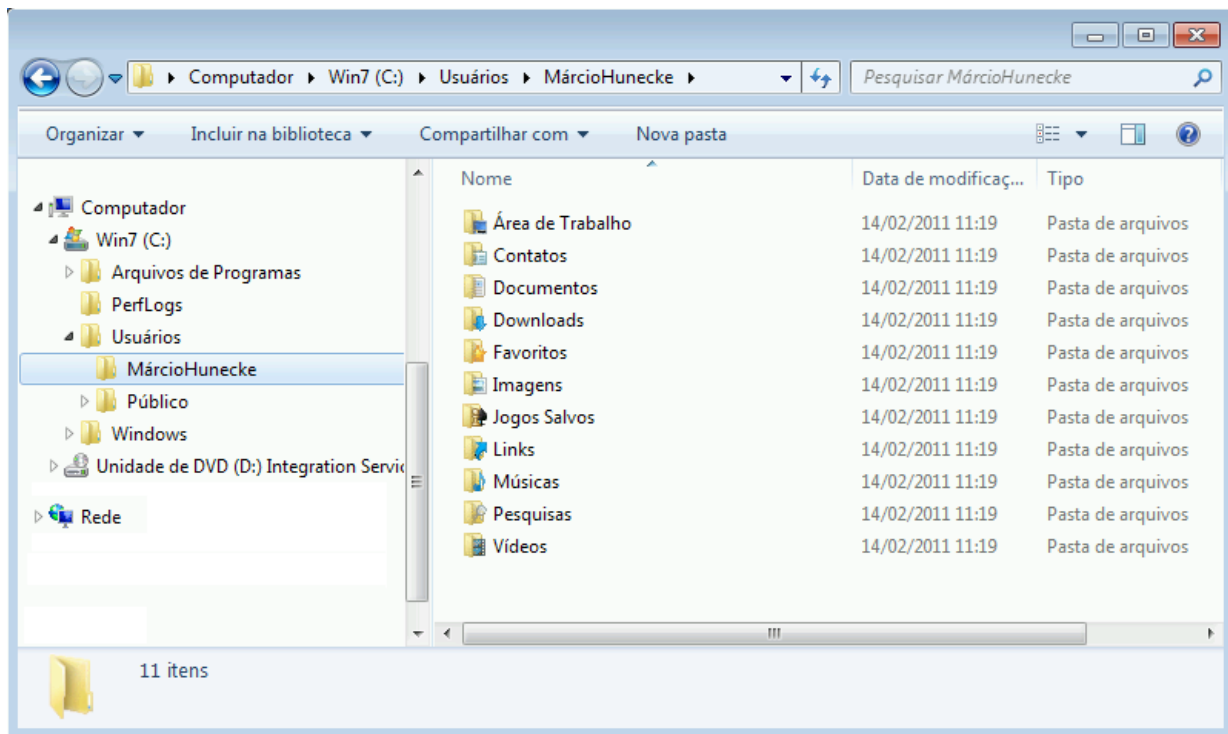 Computador Win7 (C:) Usuários MárcioHunecke Pesquisar MárcioHunecke
Organizar Incluir na biblioteca Compartilhar com Nova pasta
Computador
Win7 (C:)
Arquivos de Programas
PerfLogs
Usuários
MárcioHunecke
Público
Windows
Unidade de DVD (D:) Integration Servic
Rede
Nome Data de modificaç... Tipo
Área de Trabalho 14/02/2011 11:19 Pasta de arquivos
Contatos 14/02/2011 11:19 Pasta de arquivos
Documentos 14/02/2011 11:19 Pasta de arquivos
Downloads 14/02/2011 11:19 Pasta de arquivos
Favoritos 14/02/2011 11:19 Pasta de arquivos
Imagens 14/02/2011 11:19 Pasta de arquivos
Jogos Salvos 14/02/2011 11:19 Pasta de arquivos
Links 14/02/2011 11:19 Pasta de arquivos
Músicas 14/02/2011 11:19 Pasta de arquivos
Pesquisas 14/02/2011 11:19 Pasta de arquivos
Vídeos 14/02/2011 11:19 Pasta de arquivos
11 itens